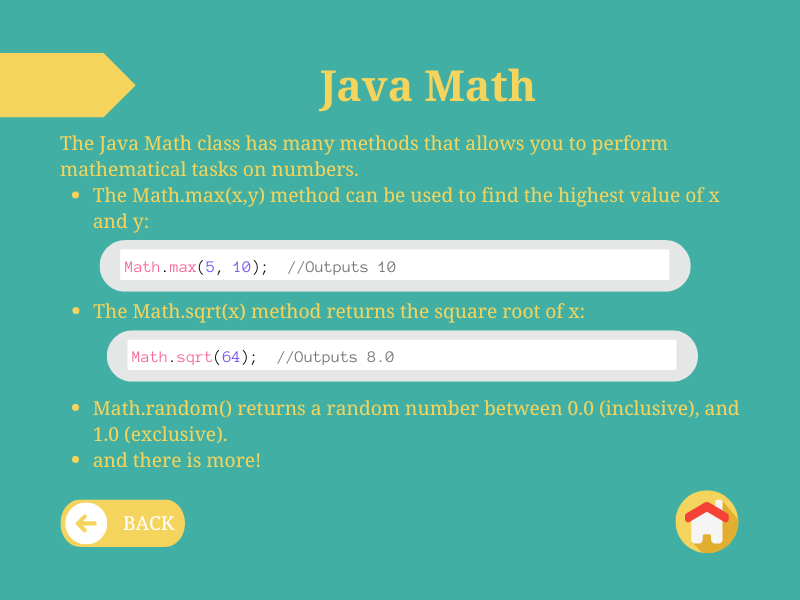 Java Math
The Java Math class has many methods that allows you to perform
mathematical tasks on numbers.
• The Math.max(x,y) method can be used to find the highest value of x
and y:
Math.max(5, 10);  //Outputs 10
• The Math.sqrt(x) method returns the square root of x:
Math.sqrt(64);  //Outputs 8.0
• Math.random() returns a random number between 0.0 (inclusive), and
1.0 (exclusive).
• and there is more!
BACK